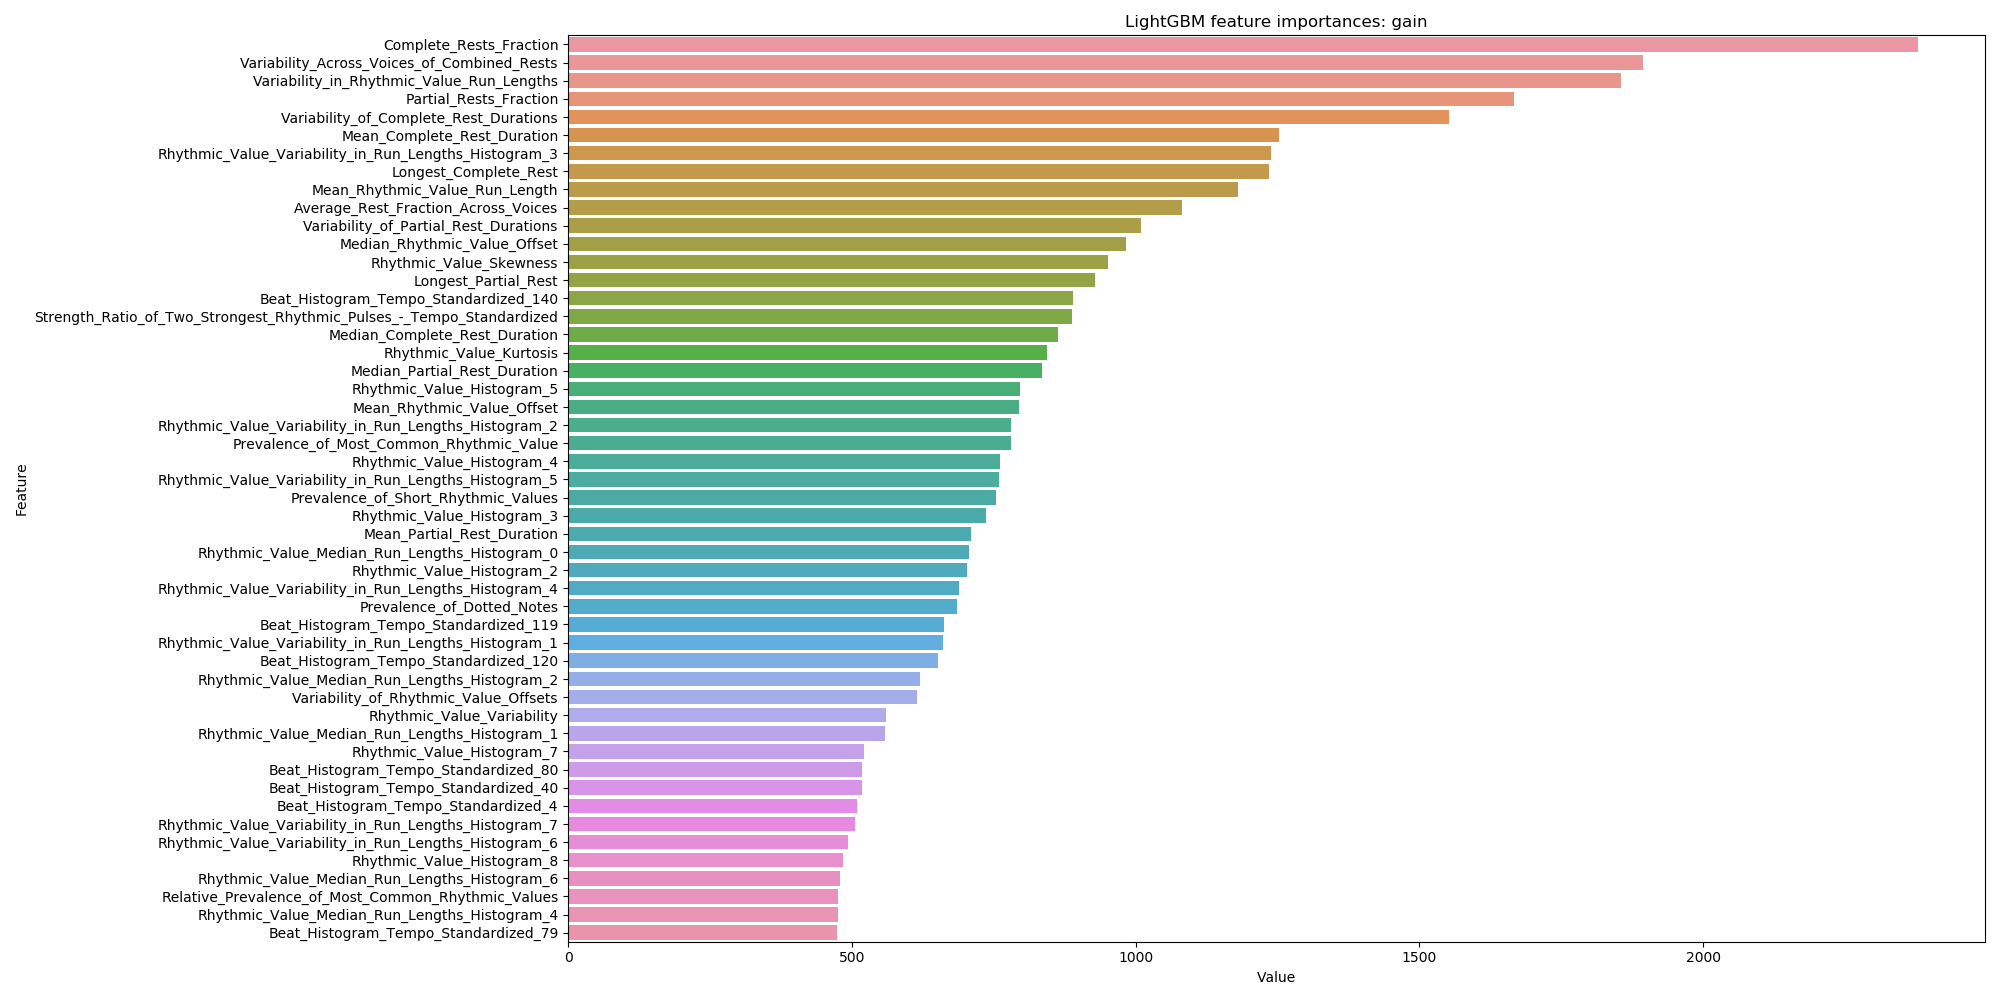 LightGBM feature importances: gain
Complete_Rests_Fraction
Variability_Across_Voices_of_Combined_Rests
Variability_in_Rhythmic_Value_Run_Lengths
Partial_Rests_Fraction
Variability_of_Complete_Rest_Durations
Mean_Complete_Rest_Duration
Rhythmic_Value_Variability_in_Run_Lengths_Histogram_3
Longest_Complete_Rest
Mean_Rhythmic_Value_Run_Length
Average_Rest_Fraction_Across_Voices
Variability_of_Partial_Rest_Durations
Median_Rhythmic_Value_Offset
Rhythmic_Value_Skewness
Longest_Partial_Rest
Beat_Histogram_Tempo_Standardized_140
Strength_Ratio_of_Two_Strongest_Rhythmic_Pulses_-_Tempo_Standardized
Median_Complete_Rest_Duration
Rhythmic_Value_Kurtosis
Median_Partial_Rest_Duration
Rhythmic_Value_Histogram_5
Mean_Rhythmic_Value_Offset
Rhythmic_Value_Variability_in_Run_Lengths_Histogram_2
Prevalence_of_Most_Common_Rhythmic_Value
Rhythmic_Value_Histogram_4
Rhythmic_Value_Variability_in_Run_Lengths_Histogram_5
Prevalence_of_Short_Rhythmic_Values
Rhythmic_Value_Histogram_3
Mean_Partial_Rest_Duration
Rhythmic_Value_Median_Run_Lengths_Histogram_0
Rhythmic_Value_Histogram_2
Rhythmic_Value_Variability_in_Run_Lengths_Histogram_4
Prevalence_of_Dotted_Notes
Beat_Histogram_Tempo_Standardized_119
Rhythmic_Value_Variability_in_Run_Lengths_Histogram_1
Beat_Histogram_Tempo_Standardized_120
Rhythmic_Value_Median_Run_Lengths_Histogram_2
Variability_of_Rhythmic_Value_Offsets
Rhythmic_Value_Variability
Rhythmic_Value_Median_Run_Lengths_Histogram_1
Rhythmic_Value_Histogram_7
Beat_Histogram_Tempo_Standardized_80
Beat_Histogram_Tempo_Standardized_40
Beat_Histogram_Tempo_Standardized_4
Rhythmic_Value_Variability_in_Run_Lengths_Histogram_7
Rhythmic_Value_Variability_in_Run_Lengths_Histogram_6
Rhythmic_Value_Histogram_8
Rhythmic_Value_Median_Run_Lengths_Histogram_6
Relative_Prevalence_of_Most_Common_Rhythmic_Values
Rhythmic_Value_Median_Run_Lengths_Histogram_4
Beat_Histogram_Tempo_Standardized_79
Feature
0 500 1000 1500 2000
Value